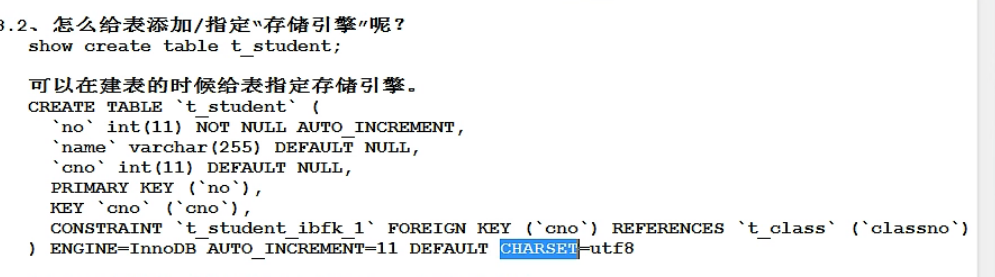 3.2、怎么给表添加/指定“存储引擎”呢？
show create table t_student;
可以在建表的时候给表指定存储引擎。
CREATE TABLE `t_student` (
`no` int(11) NOT NULL AUTO_INCREMENT,
`name` varchar(255) DEFAULT NULL,
`cno` int(11) DEFAULT NULL,
PRIMARY KEY (`no`),
KEY `cno` (`cno`),
CONSTRAINT `t_student_ibfk_1` FOREIGN KEY (`cno`) REFERENCES `t_class` (`classno`)
) ENGINE=InnoDB AUTO_INCREMENT=11 DEFAULT CHARSET=utf8